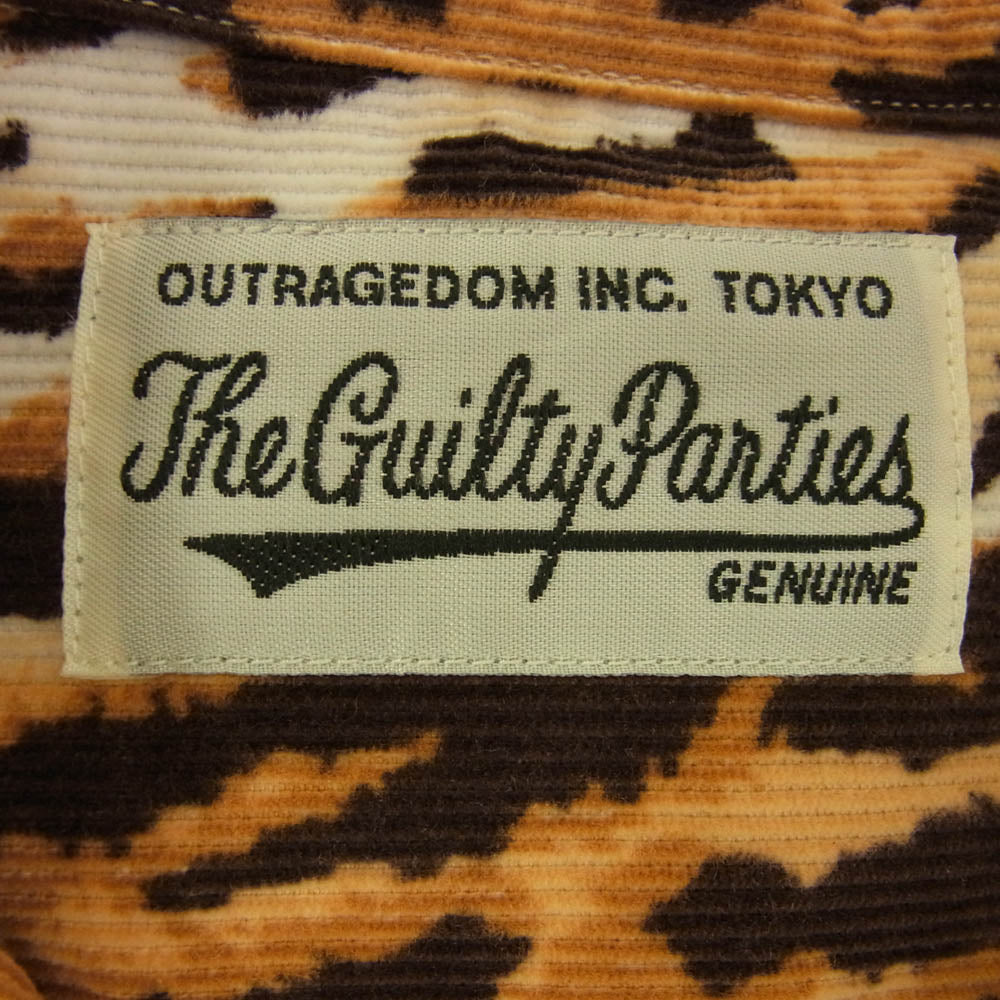 OUTRAGEDOM INC. TOKYO
The Guilty Parties
GENUINE